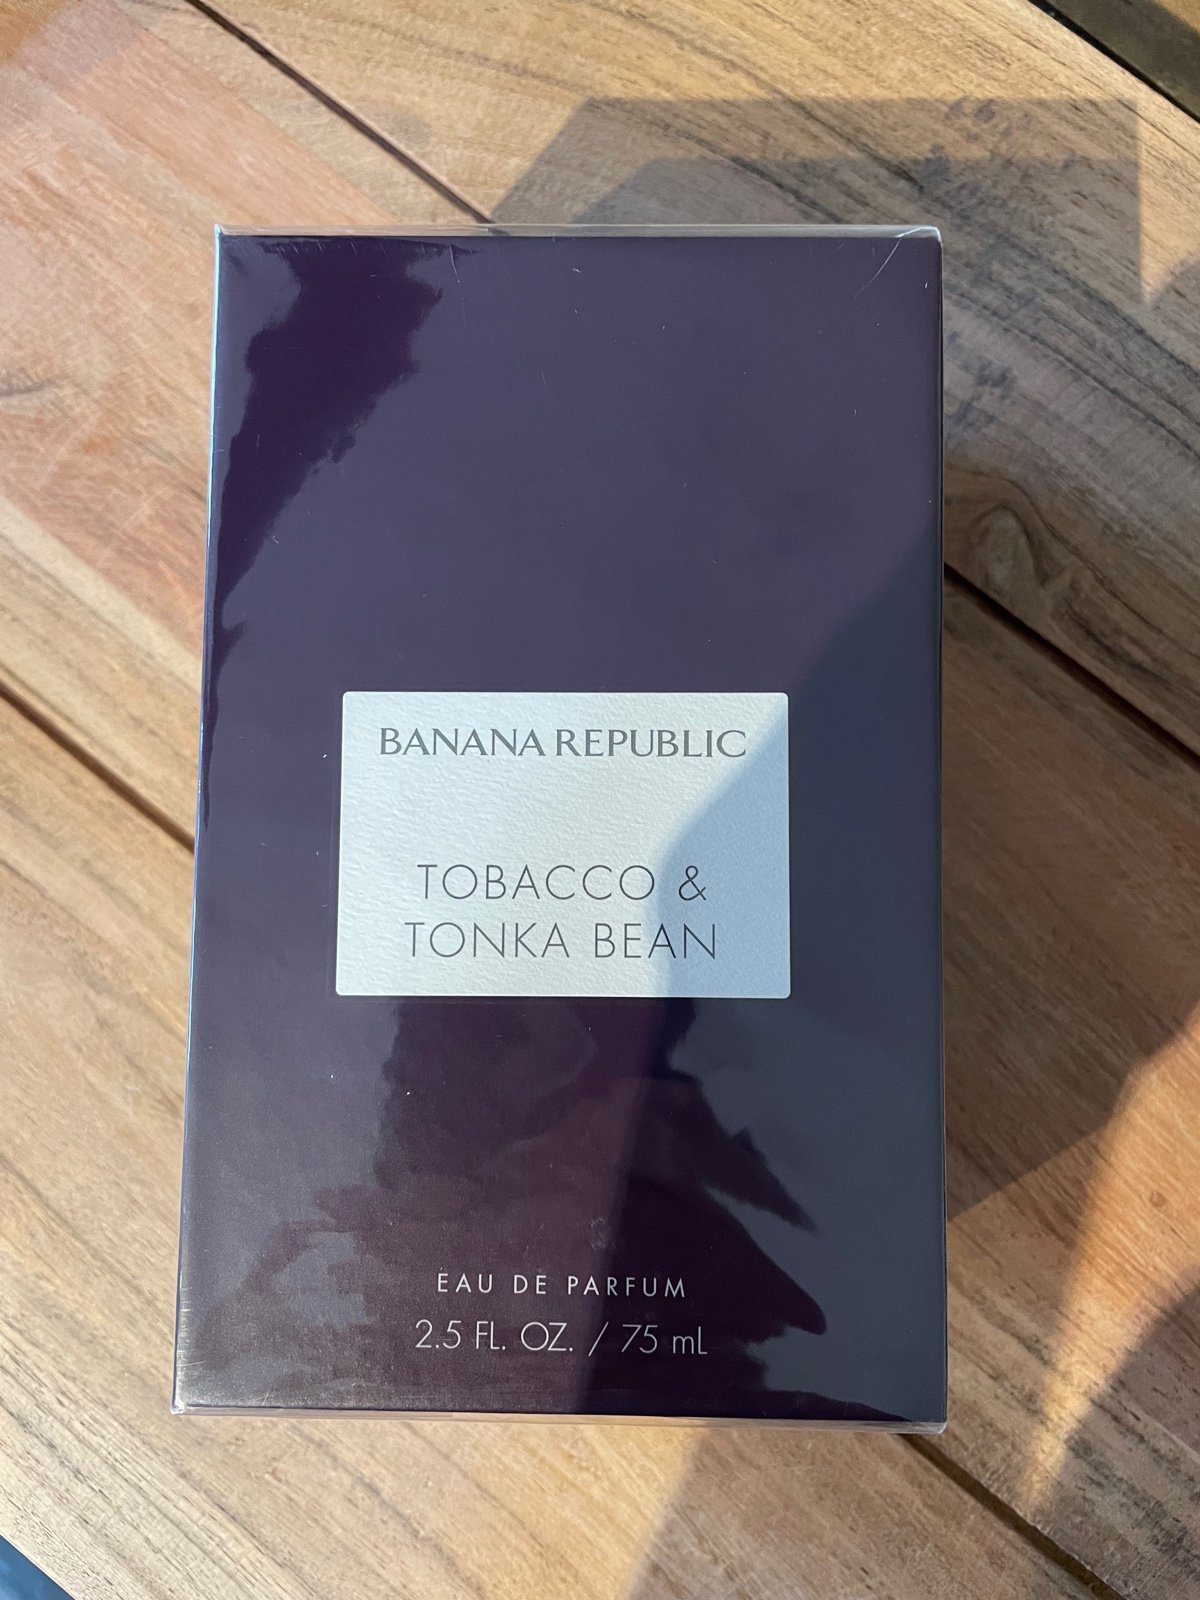 BANANA REPUBLIC
TOBACCO &
TONKA BEAN
EAU DE PARFUM
2.5 FL. OZ. / 75 mL